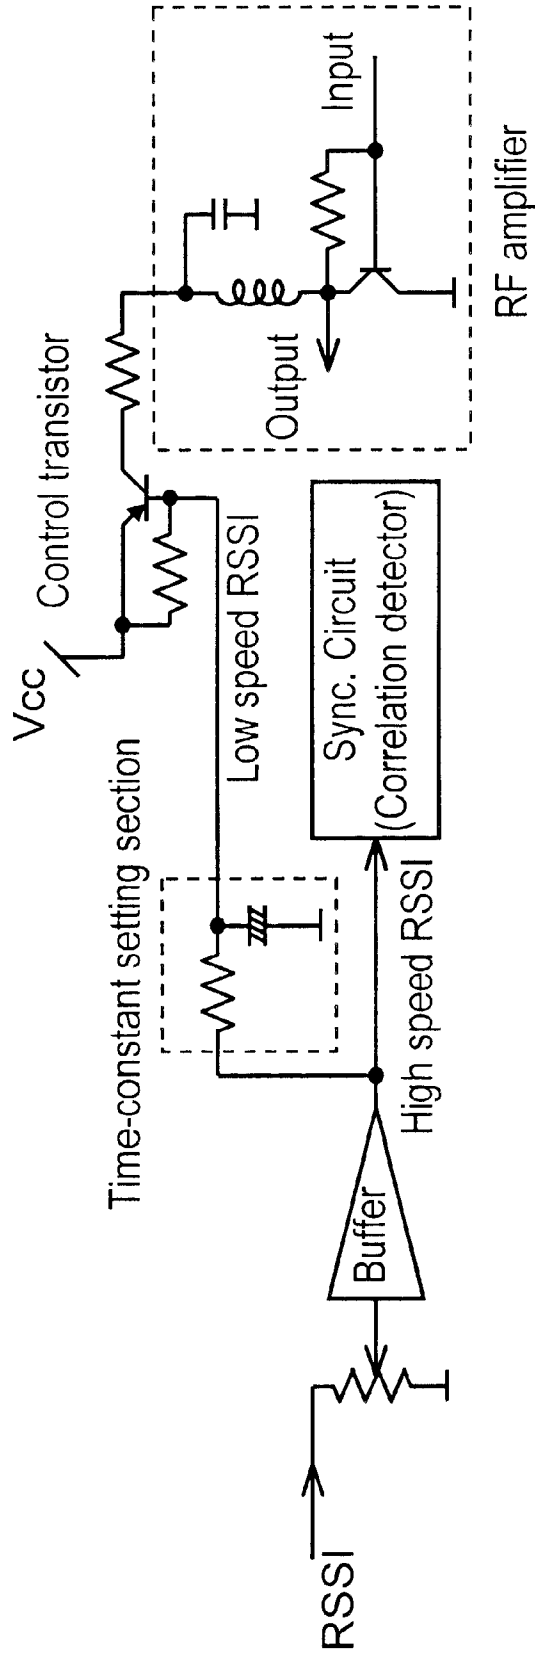 RSSI
Buffer
High speed RSSI
Time-constant setting section
Low speed RSSI
Sync. Circuit
(Correlation detector)
Vcc
Control transistor
Output
Input
RF amplifier